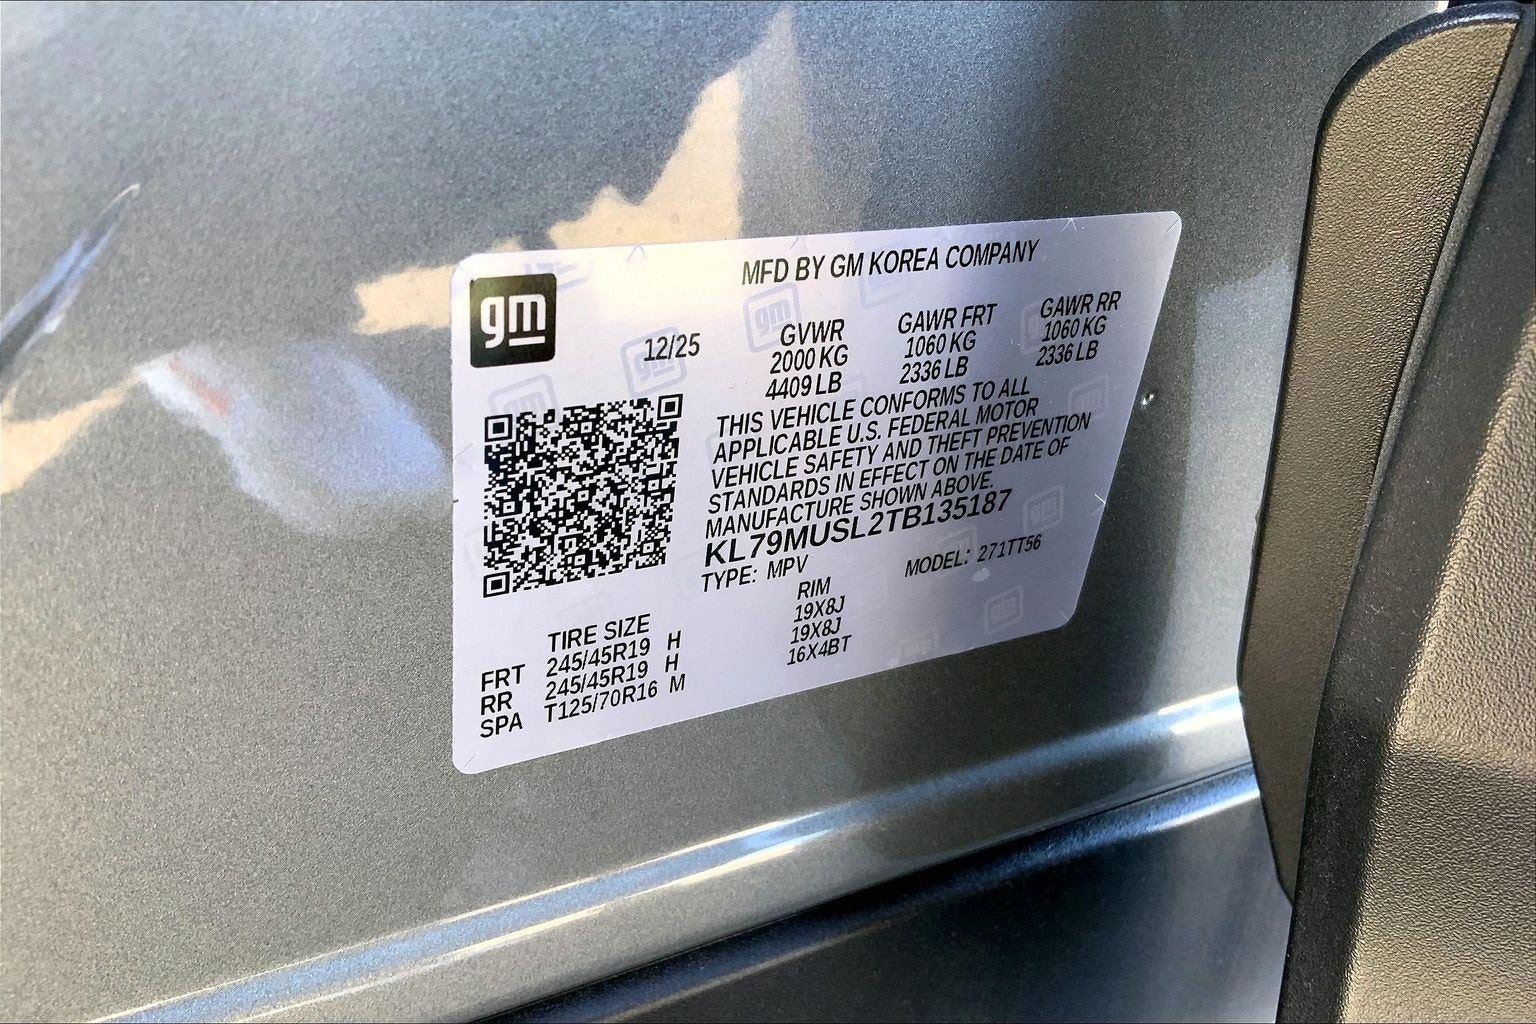 gm
MFD BY GM KOREA COMPANY
12/25
GVWR
2000 KG
4409 LB
GAWR FRT
1060 KG
2336 LB
GAWR RR
1060 KG
2336 LB
THIS VEHICLE CONFORMS TO ALL
APPLICABLE U.S. FEDERAL MOTOR
VEHICLE SAFETY AND THEFT PREVENTION
STANDARDS IN EFFECT ON THE DATE OF
MANUFACTURE SHOWN ABOVE.
KL79MUSL2TB135187
TYPE: MPV MODEL: 271TT56
TIRE SIZE RIM
FRT 245/45R19 H 19X8J
RR 245/45R19 H 19X8J
SPA T125/70R16 M 16X4BT